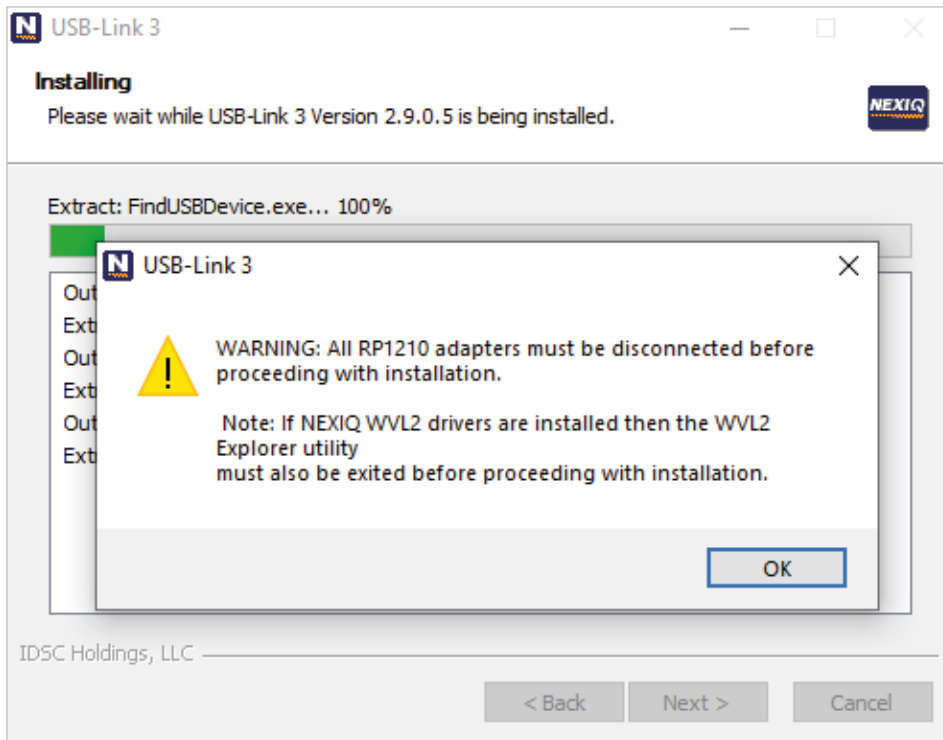 N USB-Link 3
Installing
Please wait while USB-Link 3 Version 2.9.0.5 is being installed.
NEXIQ
Extract: FindUSBDevice.exe... 100%
N USB-Link 3
Out
Ext
Out
Ext
Out
Ext
WARNING: All RP1210 adapters must be disconnected before
proceeding with installation.
Note: If NEXIQ WVL2 drivers are installed then the WVL2
Explorer utility
must also be exited before proceeding with installation.
OK
IDSC Holdings, LLC
< Back Next > Cancel